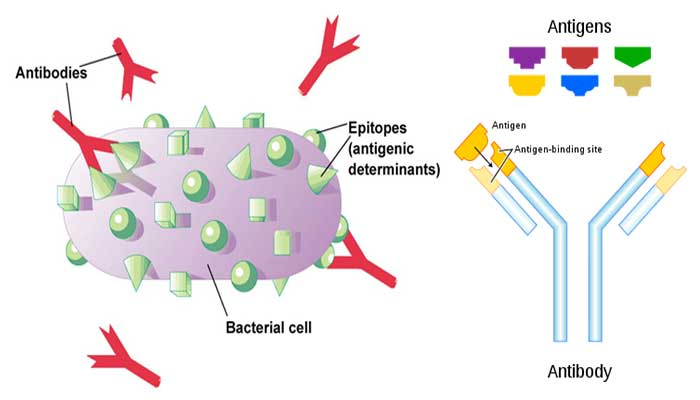 Antibodies
Epitopes
(antigenic
determinants)
Bacterial cell
Antigens
Antigen
Antigen-binding site
Antibody